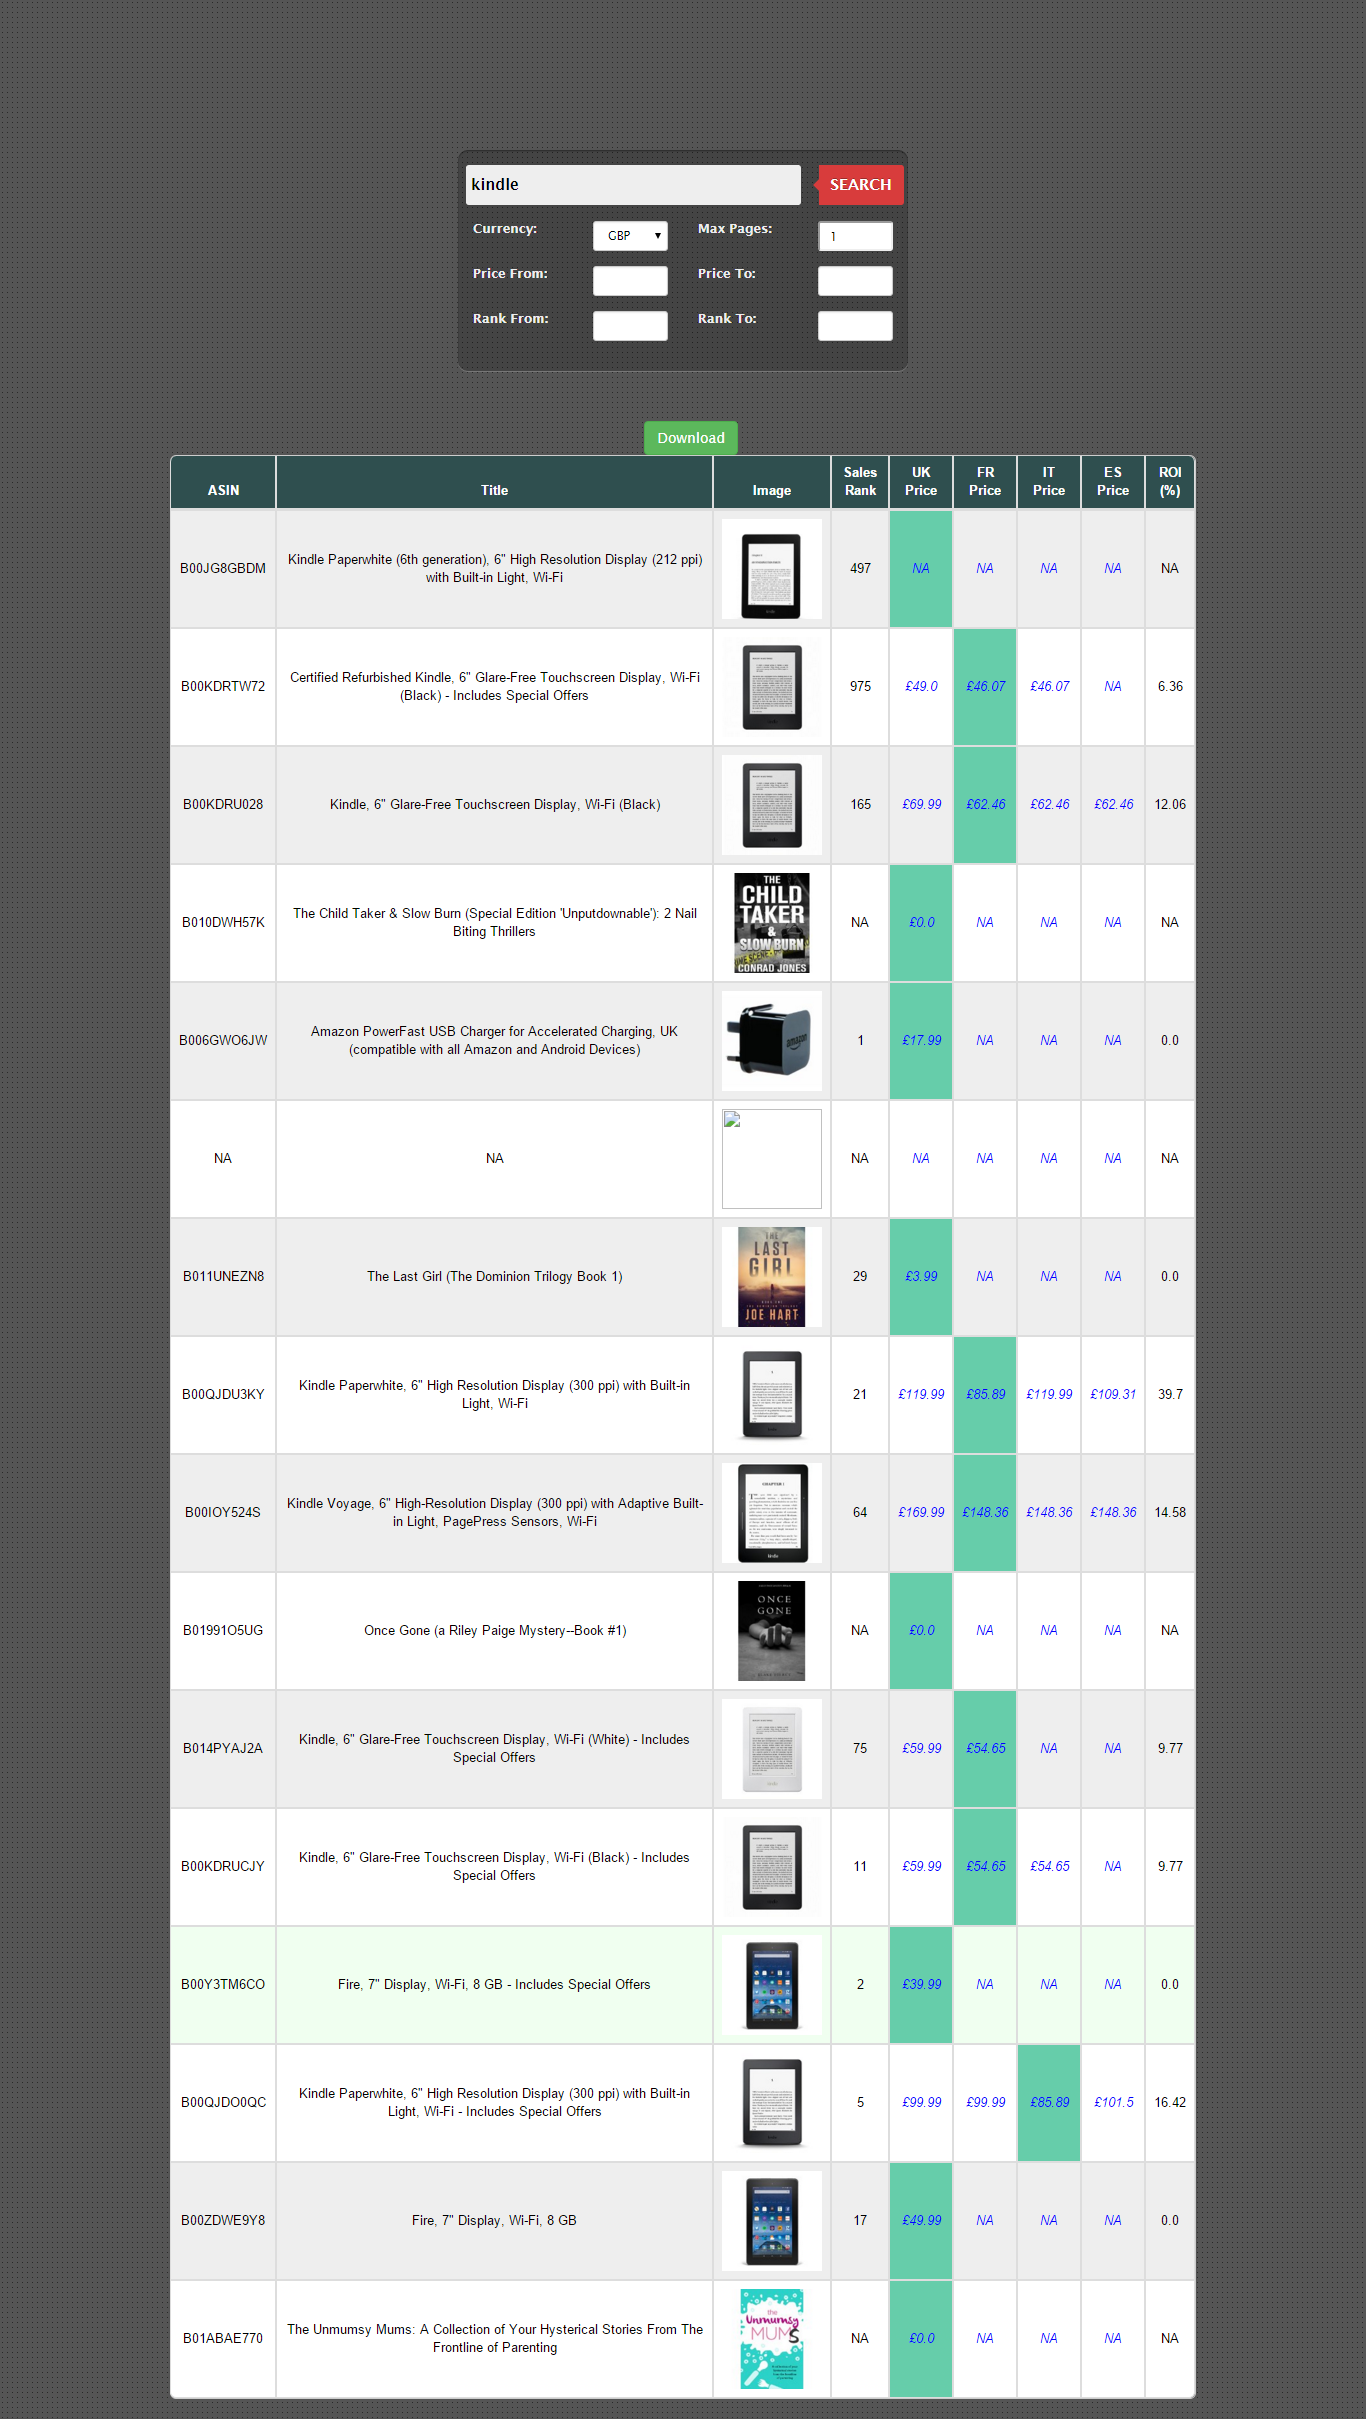 kindle
SEARCH
Currency:
GBP
Max Pages:
1
Price From:
Price To:
Rank From:
Rank To:
Download
ASIN Title Image Sales Rank UK Price FR Price IT Price ES Price ROI (%)
B00JG8GBDM
Kindle Paperwhite (6th generation), 6" High Resolution Display (212 ppi)
with Built-in Light, Wi-Fi
497 NA NA NA NA NA
B00KDRTW72
Certified Refurbished Kindle, 6" Glare-Free Touchscreen Display, Wi-Fi
(Black) - Includes Special Offers
975 £49.0 £46.07 £46.07 NA 6.36
B00KDRU028
Kindle, 6" Glare-Free Touchscreen Display, Wi-Fi (Black)
165 £69.99 £62.46 £62.46 £62.46 12.06
B010DWH57K
The Child Taker & Slow Burn (Special Edition 'Unputdownable'): 2 Nail
Biting Thrillers
THE
CHILD
TAKER
&
SLOW BURN
CONRAD JONES
NA £0.0 NA NA NA NA
B006GWO6JW
Amazon PowerFast USB Charger for Accelerated Charging, UK
(compatible with all Amazon and Android Devices)
amazon
1 £17.99 NA NA NA 0.0
NA NA NA NA NA NA NA NA
B011UNEZN8
The Last Girl (The Dominion Trilogy Book 1)
THE
LAST
GIRL
JOE HART
29 £3.99 NA NA NA 0.0
B00QJDU3KY
Kindle Paperwhite, 6" High Resolution Display (300 ppi) with Built-in
Light, Wi-Fi
21 £119.99 £85.89 £119.99 £109.31 39.7
B00IOY524S
Kindle Voyage, 6" High-Resolution Display (300 ppi) with Adaptive Built-
in Light, PagePress Sensors, Wi-Fi
64 £169.99 £148.36 £148.36 £148.36 14.58
B01991O5UG
Once Gone (a Riley Paige Mystery--Book #1)
ONCE
GONE
NA £0.0 NA NA NA NA
B014PYAJ2A
Kindle, 6" Glare-Free Touchscreen Display, Wi-Fi (White) - Includes
Special Offers
75 £59.99 £54.65 NA NA 9.77
B00KDRUCJY
Kindle, 6" Glare-Free Touchscreen Display, Wi-Fi (Black) - Includes
Special Offers
11 £59.99 £54.65 £54.65 NA 9.77
B00Y3TM6CO
Fire, 7" Display, Wi-Fi, 8 GB - Includes Special Offers
2 £39.99 NA NA NA 0.0
B00QJDO0QC
Kindle Paperwhite, 6" High Resolution Display (300 ppi) with Built-in
Light, Wi-Fi - Includes Special Offers
5 £99.99 £99.99 £85.89 £101.5 16.42
B00ZDWE9Y8
Fire, 7" Display, Wi-Fi, 8 GB
17 £49.99 NA NA NA 0.0
B01ABAE770
The Unmumsy Mums: A Collection of Your Hysterical Stories From The
Frontline of Parenting
the
Unmumsy
MUMS
NA £0.0 NA NA NA NA